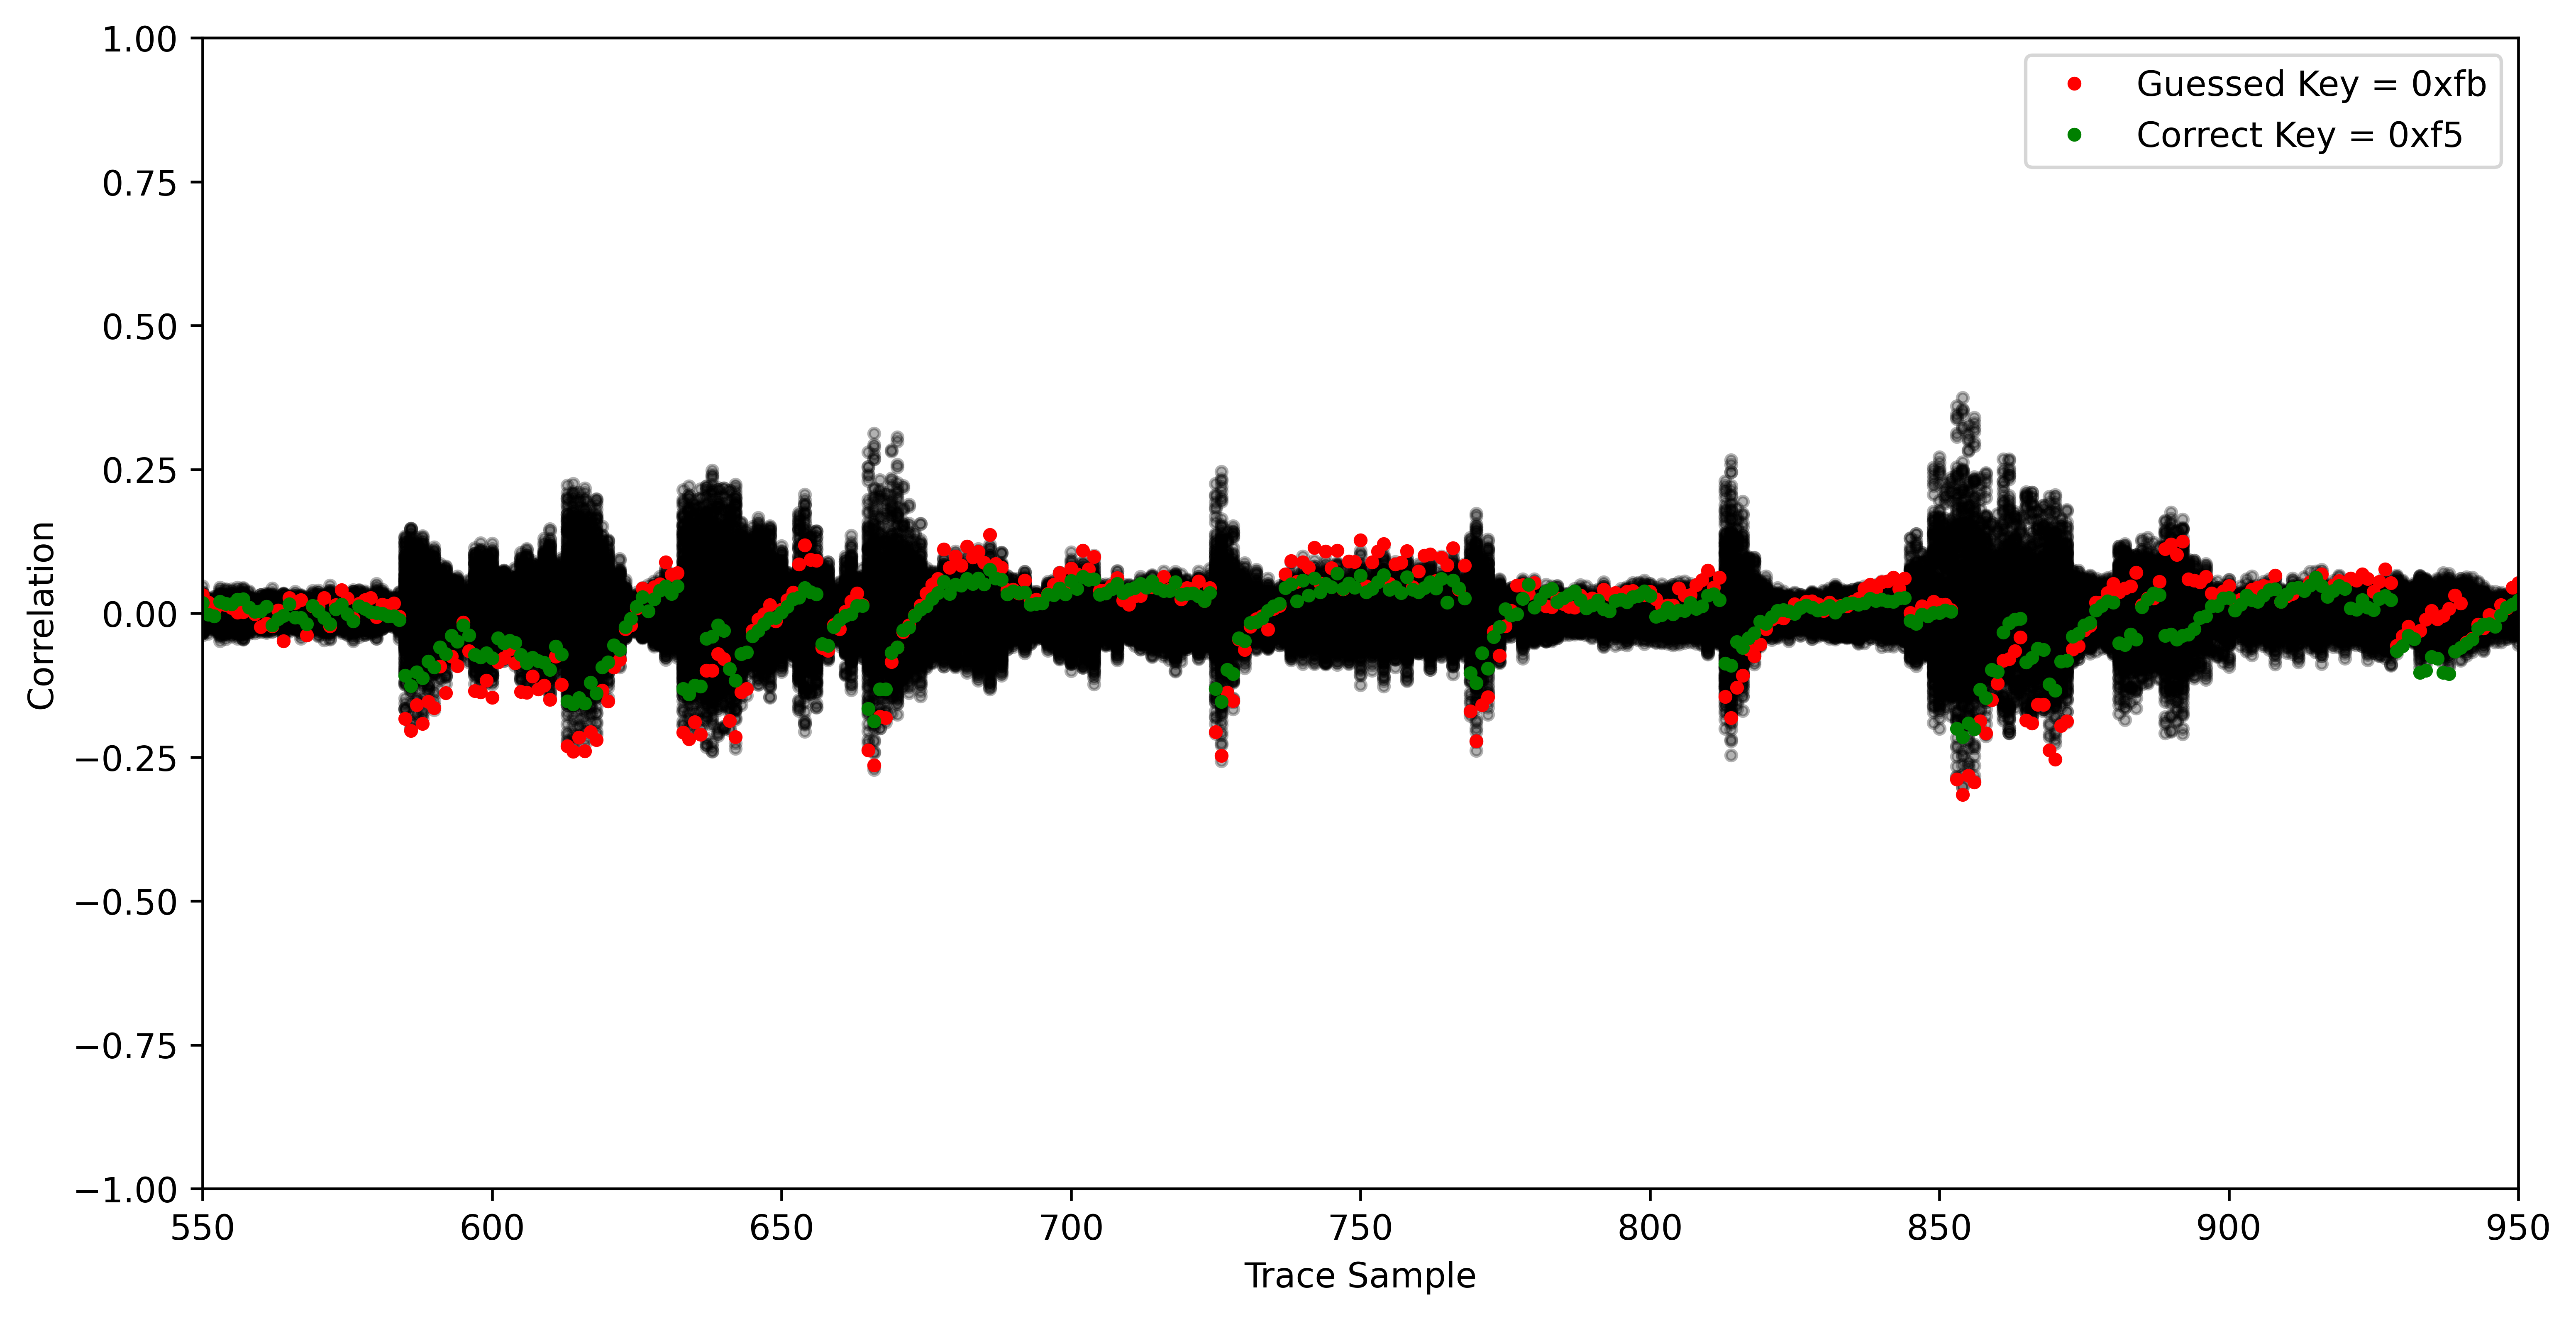 1.00
0.75
0.50
0.25
0.00
−0.25
−0.50
−0.75
−1.00
Correlation
Guessed Key = 0xfb
Correct Key = 0xf5
550 600 650 700 750 800 850 900 950
Trace Sample